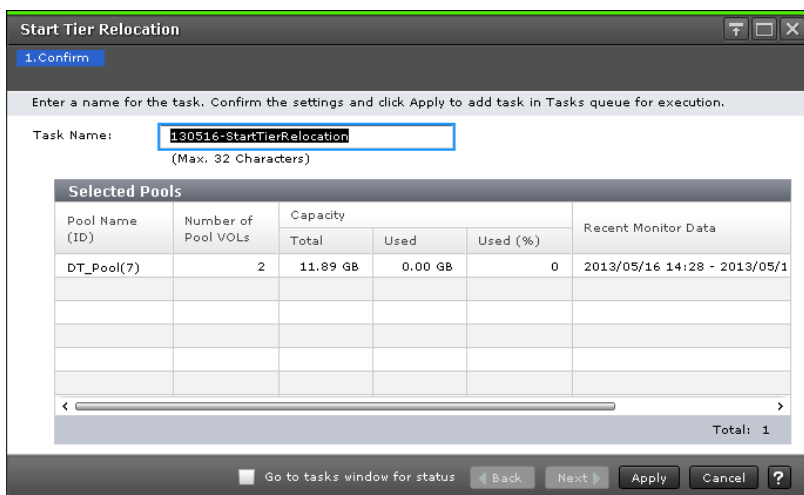 Start Tier Relocation
1.Confirm
Enter a name for the task. Confirm the settings and click Apply to add task in Tasks queue for execution.
Task Name: 130516-StartTierRelocation
(Max. 32 Characters)
Selected Pools
Pool Name (ID) Number of Pool VOLs Capacity Recent Monitor Data
Total Used Used (%)
DT_Pool(7) 2 11.89 GB 0.00 GB 0 2013/05/16 14:28 - 2013/05/1
Total: 1
Go to tasks window for status Back Next Apply Cancel ?